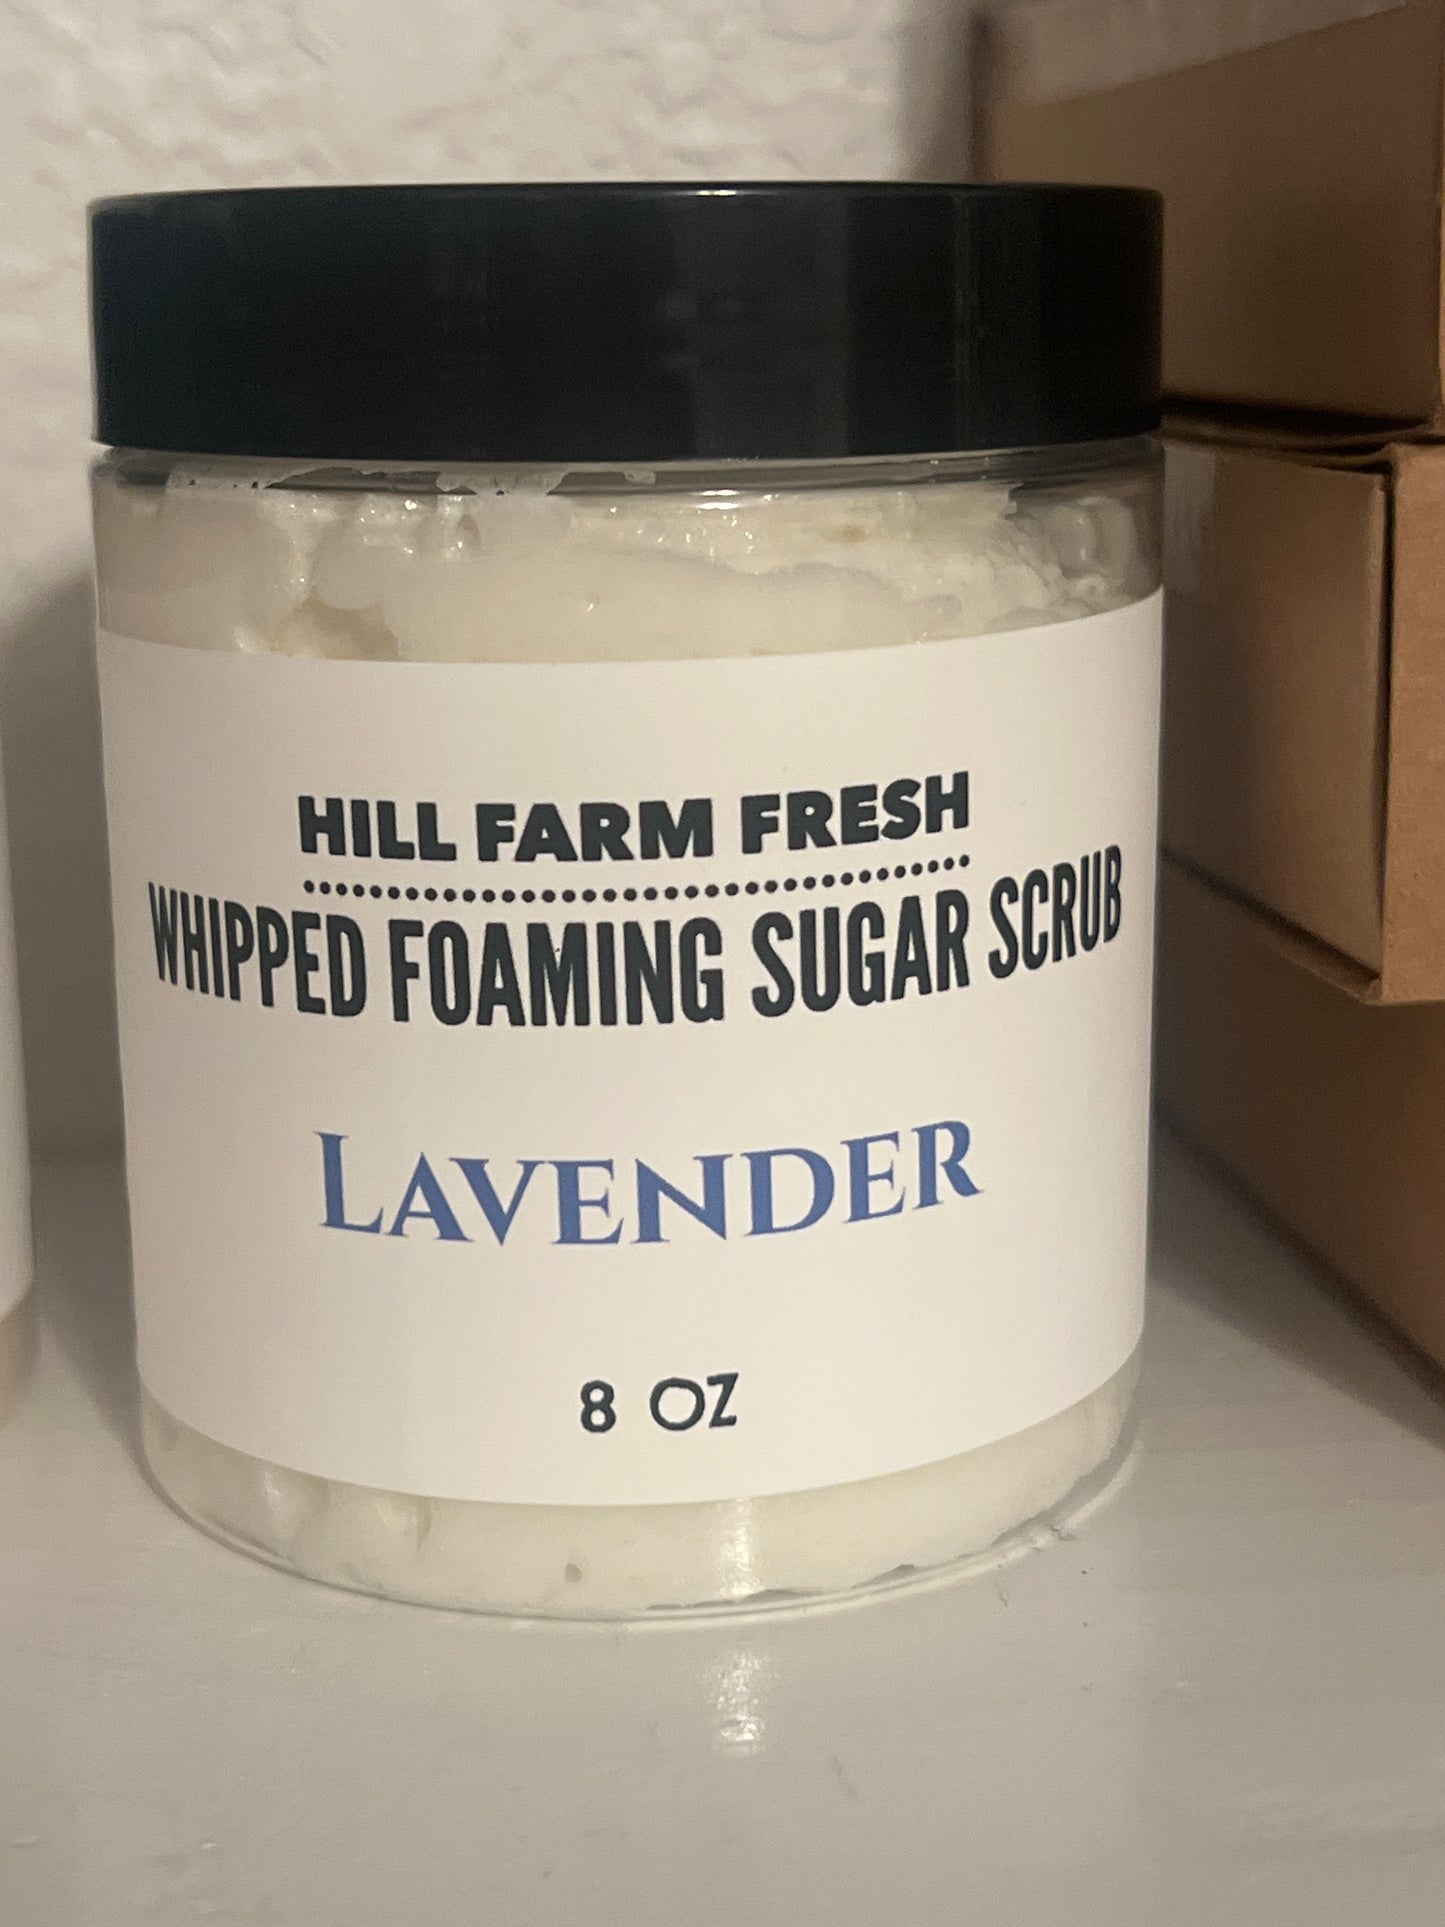 HILL FARM FRESH
WHIPPED FOAMING SUGAR SCRUB
LAVENDER
8 OZ